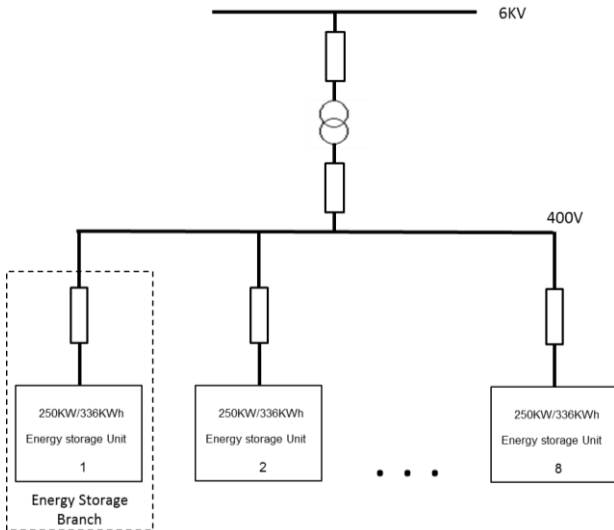 6KV
400V
250KW/336KWh
Energy storage Unit
1
250KW/336KWh
Energy storage Unit
2
. . .
250KW/336KWh
Energy storage Unit
8
Energy Storage
Branch